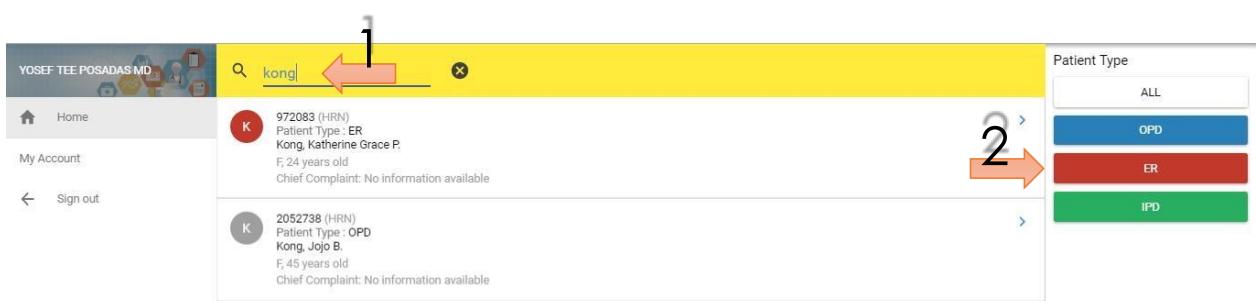 1
YOSEF TEE POSADAS MD
kong
Patient Type
ALL
Home
972083 (HRN)
Patient Type : ER
Kong, Katherine Grace P.
F, 24 years old
Chief Complaint: No information available
2
OPD
ER
IPD
My Account
Sign out
2052738 (HRN)
Patient Type : OPD
Kong, Jojo B.
F, 45 years old
Chief Complaint: No information available